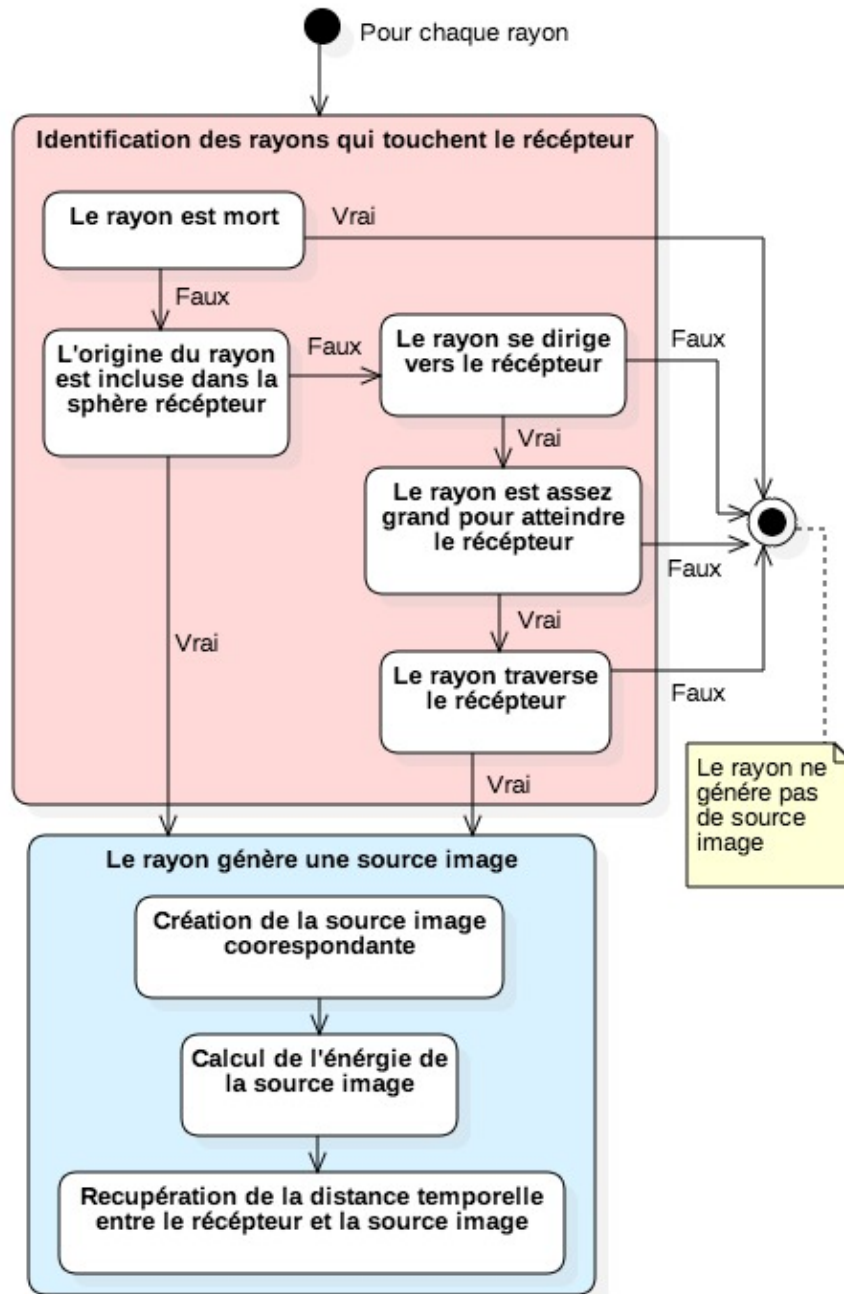 Pour chaque rayon
Identification des rayons qui touchent le récépteur
Le rayon est mort
Vrai
Faux
L'origine du rayon
est incluse dans la
sphère récépteur
Faux
Le rayon se dirige
vers le récépteur
Faux
Vrai
Le rayon est assez
grand pour atteindre
le récépteur
Faux
Vrai
Vrai
Le rayon traverse
le récépteur
Faux
Vrai
Le rayon ne
génére pas
de source
image
Le rayon génère une source image
Création de la source image
coorespondante
Calcul de l'énérgie de
la source image
Recupération de la distance temporelle
entre le récépteur et la source image